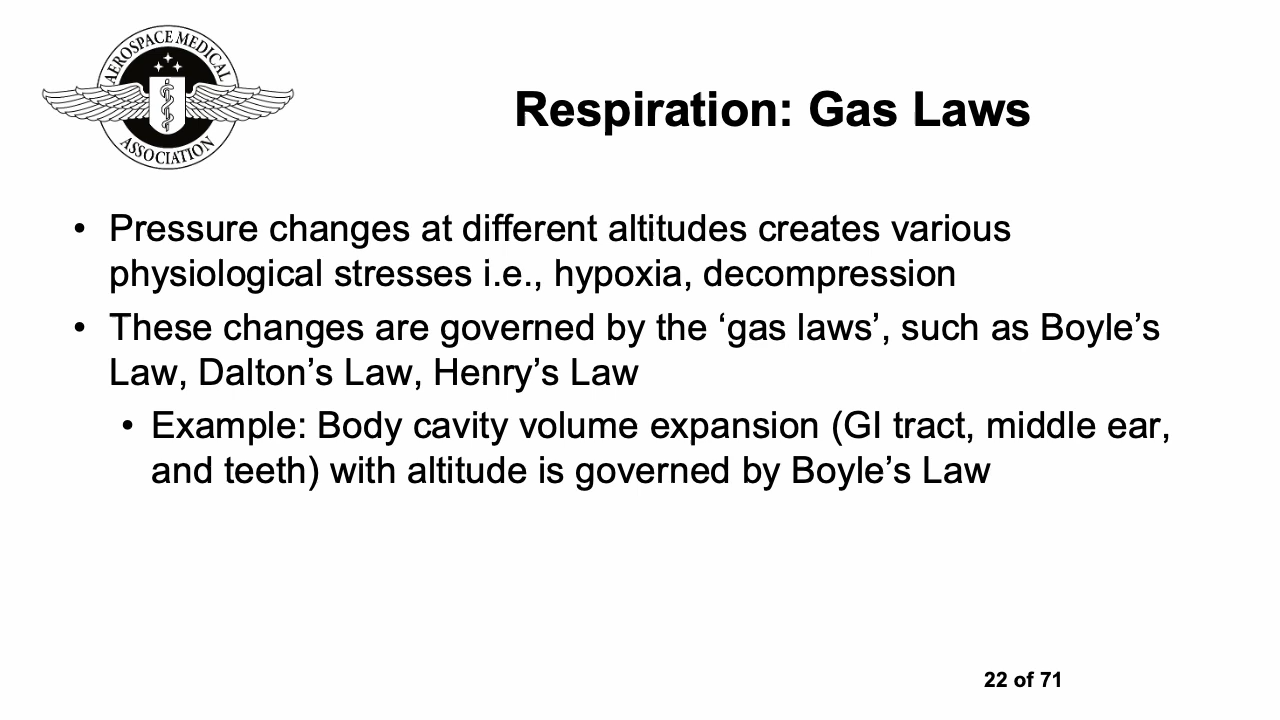 AEROSPACE MEDICAL
ASSOCIATION
Respiration: Gas Laws
• Pressure changes at different altitudes creates various
physiological stresses i.e., hypoxia, decompression
• These changes are governed by the ‘gas laws’, such as Boyle’s
Law, Dalton’s Law, Henry’s Law
• Example: Body cavity volume expansion (GI tract, middle ear,
and teeth) with altitude is governed by Boyle’s Law
22 of 71